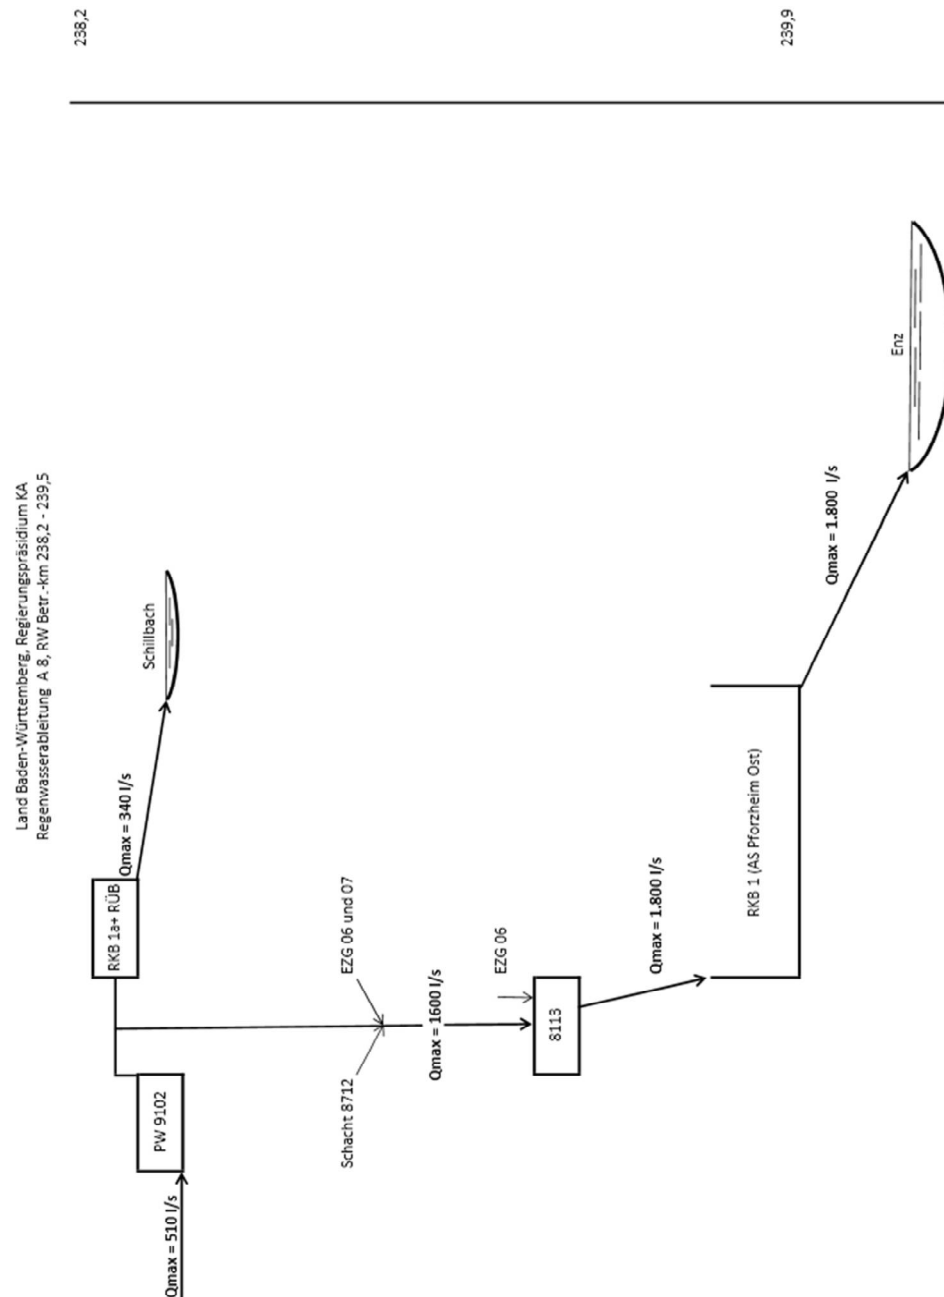 Land Baden-Württemberg, Regierungspräsidium KA
Regenwasserableitung A 8, RW Betr.-km 238,2 - 239,5
238,2
239,9
Qmax = 510 l/s
PW 9102
RKB 1a+ RÜB
Qmax = 340 l/s
Schillbach
Schacht 8712
EZG 06 und 07
Qmax = 1600 l/s
EZG 06
8113
Qmax = 1.800 l/s
RKB 1 (AS Pforzheim Ost)
Qmax = 1.800 l/s
Enz